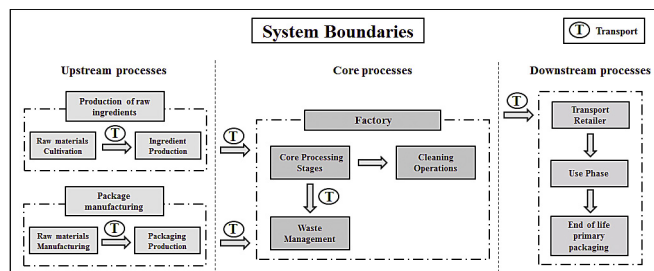 System Boundaries
T Transport
Upstream processes
Core processes
Downstream processes
Production of raw
ingredients
Raw materials
Cultivation
T
Ingredient
Production
T
Package
manufacturing
Raw materials
Manufacturing
T
Packaging
Production
T
Factory
Core Processing
Stages
Cleaning
Operations
T
Waste
Management
T
Transport
Retailer
Use Phase
End of life
primary
packaging